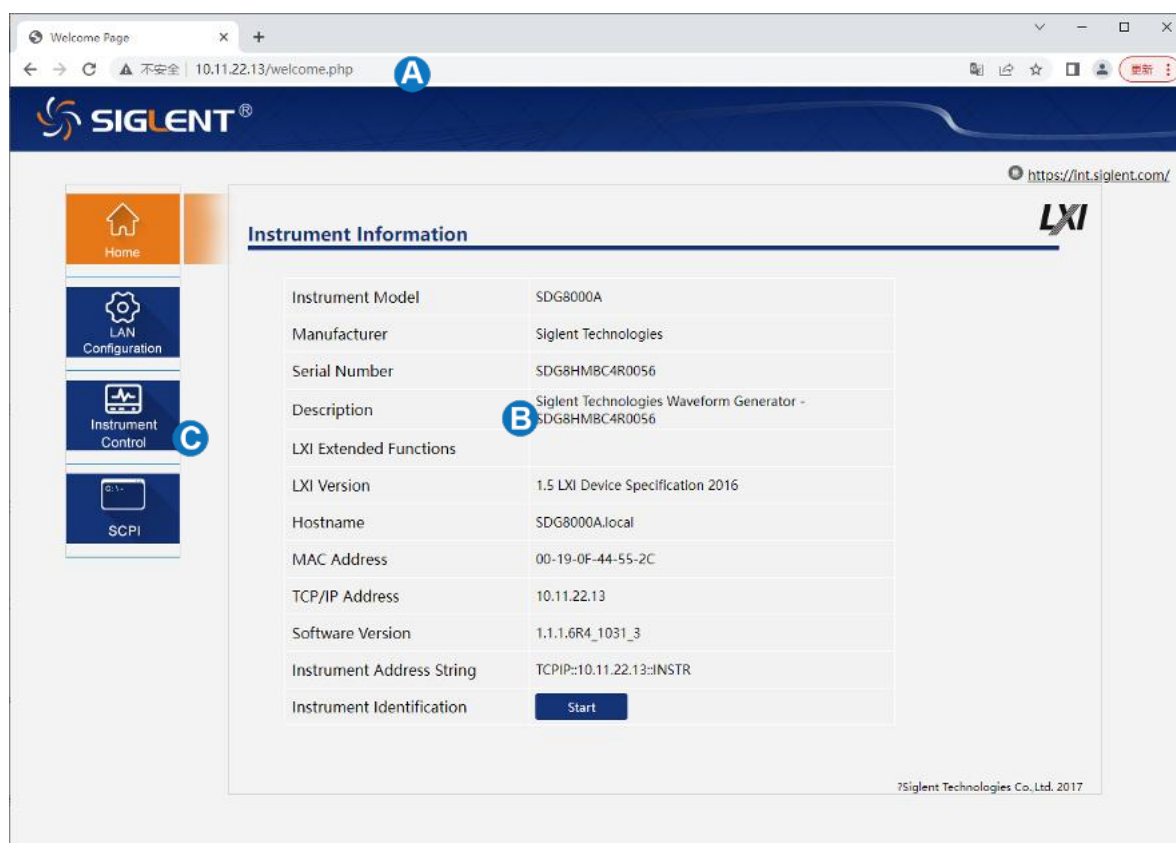 Welcome Page
不安全 10.11.22.13/welcome.php
A
更新
SIGLENT®
https://int.siglent.com/
LXI
Home
Instrument Information
LAN
Configuration
Instrument
Control
C
C:\-
SCPI
Instrument Model SDG8000A
Manufacturer Siglent Technologies
Serial Number SDG8HMBC4R0056
Description Siglent Technologies Waveform Generator -
SDG8HMBC4R0056
B
LXI Extended Functions
LXI Version 1.5 LXI Device Specification 2016
Hostname SDG8000A.local
MAC Address 00-19-0F-44-55-2C
TCP/IP Address 10.11.22.13
Software Version 1.1.1.6R4_1031_3
Instrument Address String TCPIP::10.11.22.13::INSTR
Instrument Identification Start
?Siglent Technologies Co.,Ltd. 2017